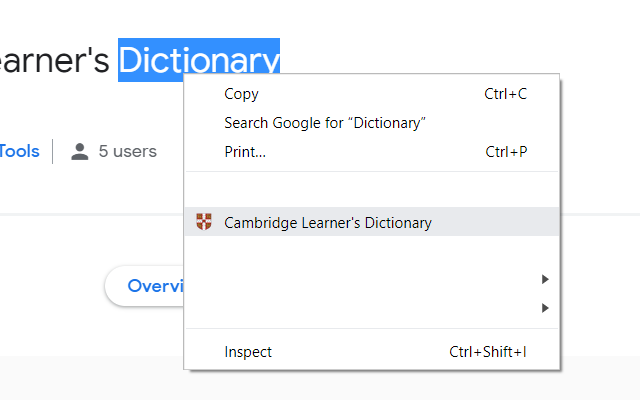 earner's Dictionary
Copy Ctrl+C
Search Google for “Dictionary”
Tools 5 users
Print... Ctrl+P
Cambridge Learner's Dictionary
Overvi
Inspect Ctrl+Shift+I